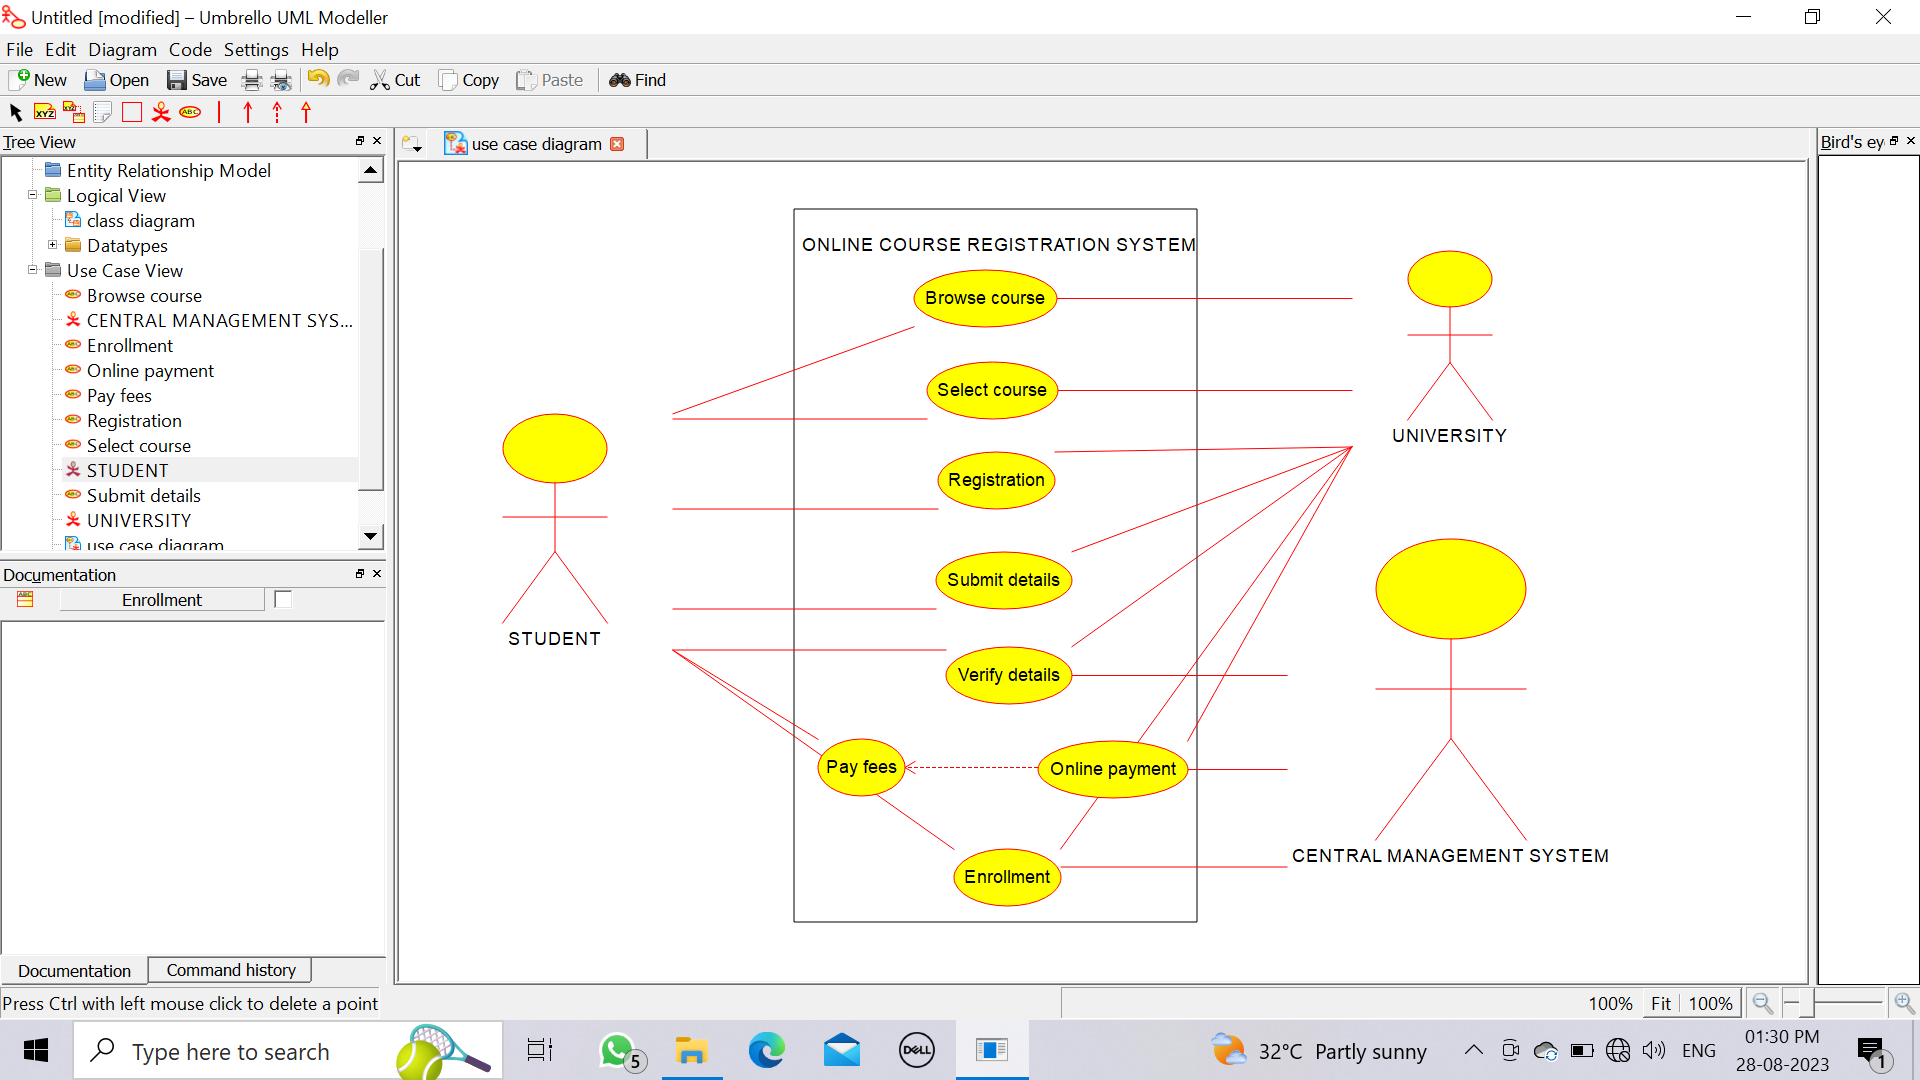 Untitled [modified] – Umbrello UML Modeller
File Edit Diagram Code Settings Help
New Open Save Cut Copy Paste Find
XYZ XYZ ABC
Tree View
Entity Relationship Model
Logical View
class diagram
Datatypes
Use Case View
Browse course
CENTRAL MANAGEMENT SYS...
Enrollment
Online payment
Pay fees
Registration
Select course
STUDENT
Submit details
UNIVERSITY
use case diagram
Documentation
Enrollment
Documentation Command history
Press Ctrl with left mouse click to delete a point
use case diagram
ONLINE COURSE REGISTRATION SYSTEM
Browse course
Select course
Registration
Submit details
Verify details
Pay fees
Online payment
Enrollment
STUDENT
UNIVERSITY
CENTRAL MANAGEMENT SYSTEM
Bird's ey
100% Fit 100%
Type here to search
5
DELL
32°C Partly sunny
ENG
01:30 PM
28-08-2023
1